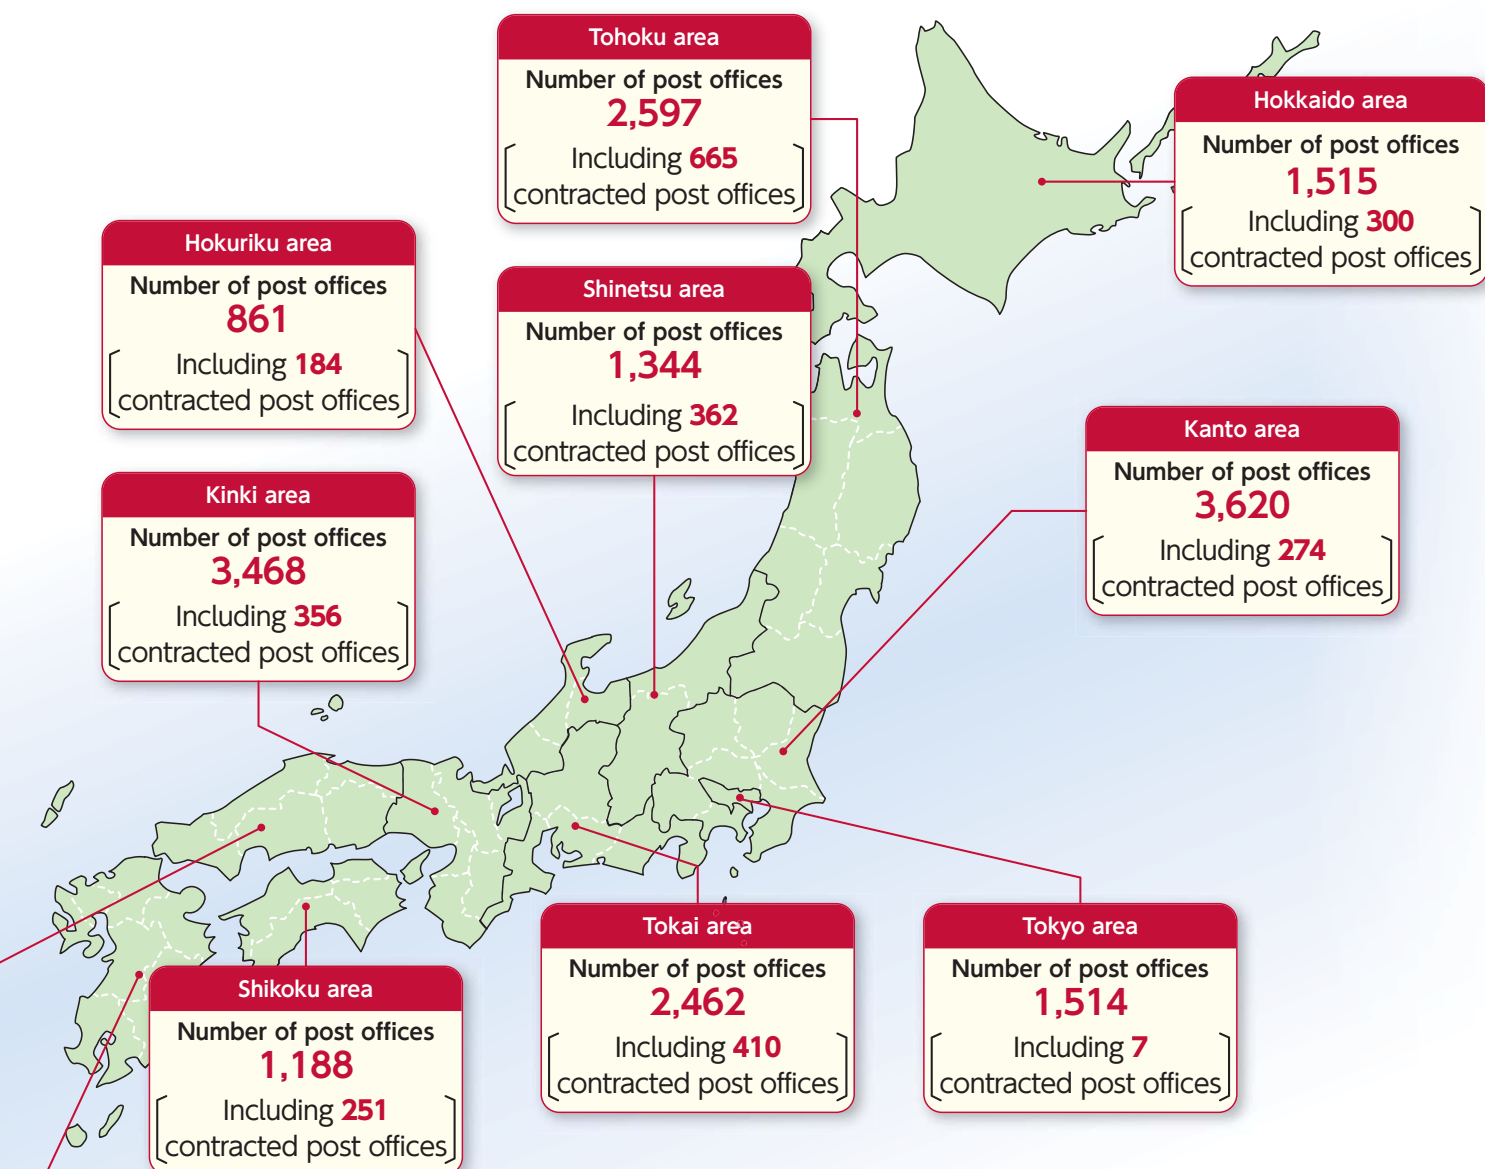 Tohoku area
Number of post offices
2,597
Including 665
contracted post offices
Hokkaido area
Number of post offices
1,515
Including 300
contracted post offices
Hokuriku area
Number of post offices
861
Including 184
contracted post offices
Shinetsu area
Number of post offices
1,344
Including 362
contracted post offices
Kanto area
Number of post offices
3,620
Including 274
contracted post offices
Kinki area
Number of post offices
3,468
Including 356
contracted post offices
Tokai area
Number of post offices
2,462
Including 410
contracted post offices
Tokyo area
Number of post offices
1,514
Including 7
contracted post offices
Shikoku area
Number of post offices
1,188
Including 251
contracted post offices